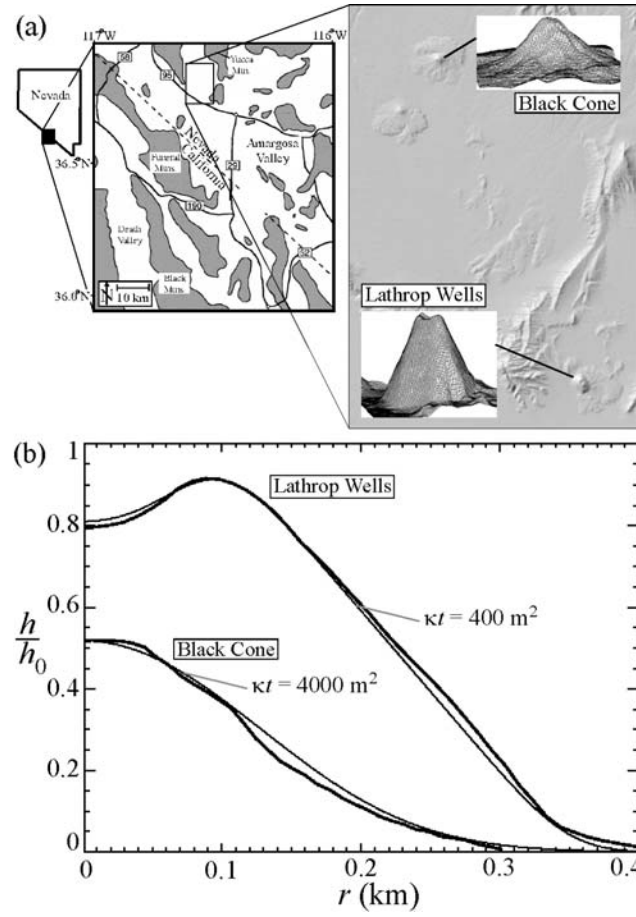 (a)
117°W
116°W
Nevada
36.5°N
36.0°N
68
95
Yucca
Mtn.
Nevada
California
Amargosa
Valley
Funeral
Mtns.
29
190
Death
Valley
Black
Mtns.
N
10 km
Black Cone
Lathrop Wells
(b)
1
0.8
0.6
0.4
0.2
0
h
h₀
Lathrop Wells
κt = 400 m²
Black Cone
κt = 4000 m²
0
0.1
0.2
0.3
0.4
r (km)